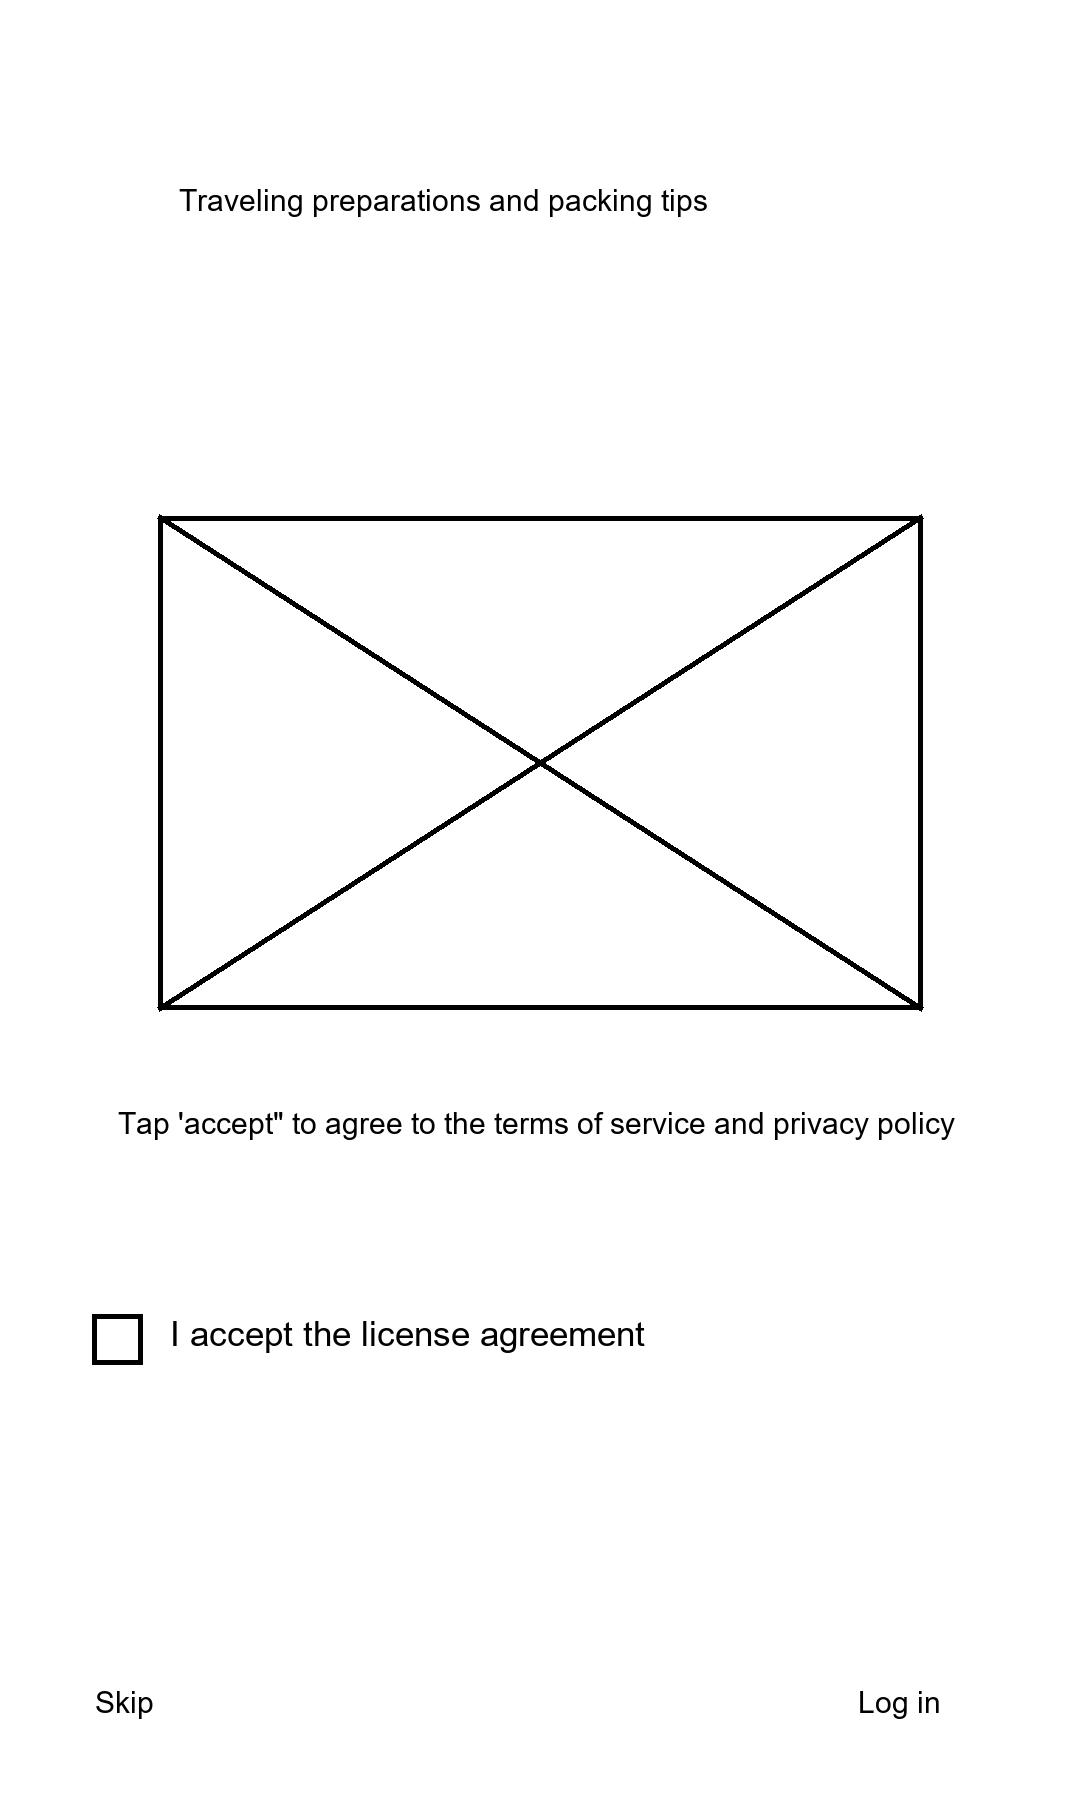 Traveling preparations and packing tips
Tap 'accept" to agree to the terms of service and privacy policy
I accept the license agreement
Skip
Log in